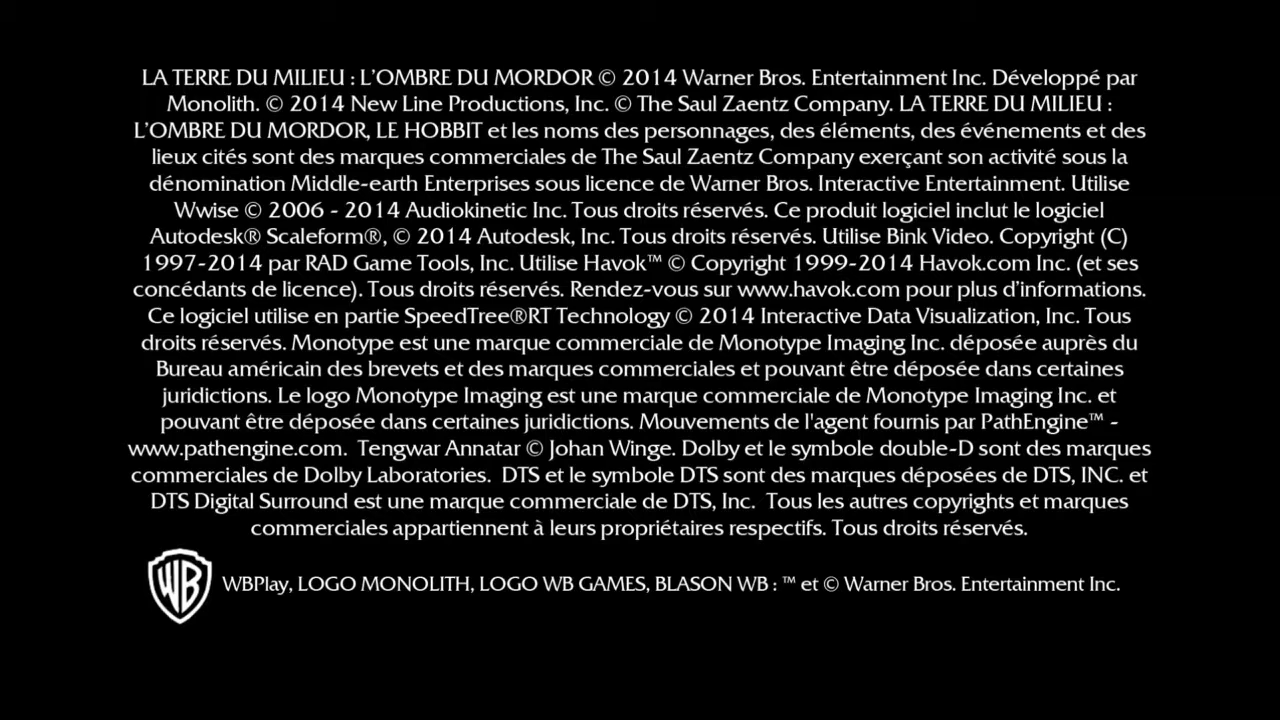 LA TERRE DU MILIEU : L’OMBRE DU MORDOR © 2014 Warner Bros. Entertainment Inc. Développé par
Monolith. © 2014 New Line Productions, Inc. © The Saul Zaentz Company. LA TERRE DU MILIEU :
L’OMBRE DU MORDOR, LE HOBBIT et les noms des personnages, des éléments, des événements et des
lieux cités sont des marques commerciales de The Saul Zaentz Company exerçant son activité sous la
dénomination Middle-earth Enterprises sous licence de Warner Bros. Interactive Entertainment. Utilise
Wwise © 2006 - 2014 Audiokinetic Inc. Tous droits réservés. Ce produit logiciel inclut le logiciel
Autodesk® Scaleform®, © 2014 Autodesk, Inc. Tous droits réservés. Utilise Bink Video. Copyright (C)
1997-2014 par RAD Game Tools, Inc. Utilise Havok™ © Copyright 1999-2014 Havok.com Inc. (et ses
concédants de licence). Tous droits réservés. Rendez-vous sur www.havok.com pour plus d’informations.
Ce logiciel utilise en partie SpeedTree®RT Technology © 2014 Interactive Data Visualization, Inc. Tous
droits réservés. Monotype est une marque commerciale de Monotype Imaging Inc. déposée auprès du
Bureau américain des brevets et des marques commerciales et pouvant être déposée dans certaines
juridictions. Le logo Monotype Imaging est une marque commerciale de Monotype Imaging Inc. et
pouvant être déposée dans certaines juridictions. Mouvements de l'agent fournis par PathEngine™ -
www.pathengine.com.  Tengwar Annatar © Johan Winge. Dolby et le symbole double-D sont des marques
commerciales de Dolby Laboratories.  DTS et le symbole DTS sont des marques déposées de DTS, INC. et
DTS Digital Surround est une marque commerciale de DTS, Inc.  Tous les autres copyrights et marques
commerciales appartiennent à leurs propriétaires respectifs. Tous droits réservés.
WB WBPlay, LOGO MONOLITH, LOGO WB GAMES, BLASON WB : ™ et © Warner Bros. Entertainment Inc.